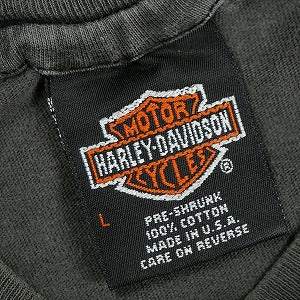 MOTOR
HARLEY-DAVIDSON
CYCLES
®
L
PRE-SHRUNK
100% COTTON
MADE IN U.S.A.
CARE ON REVERSE